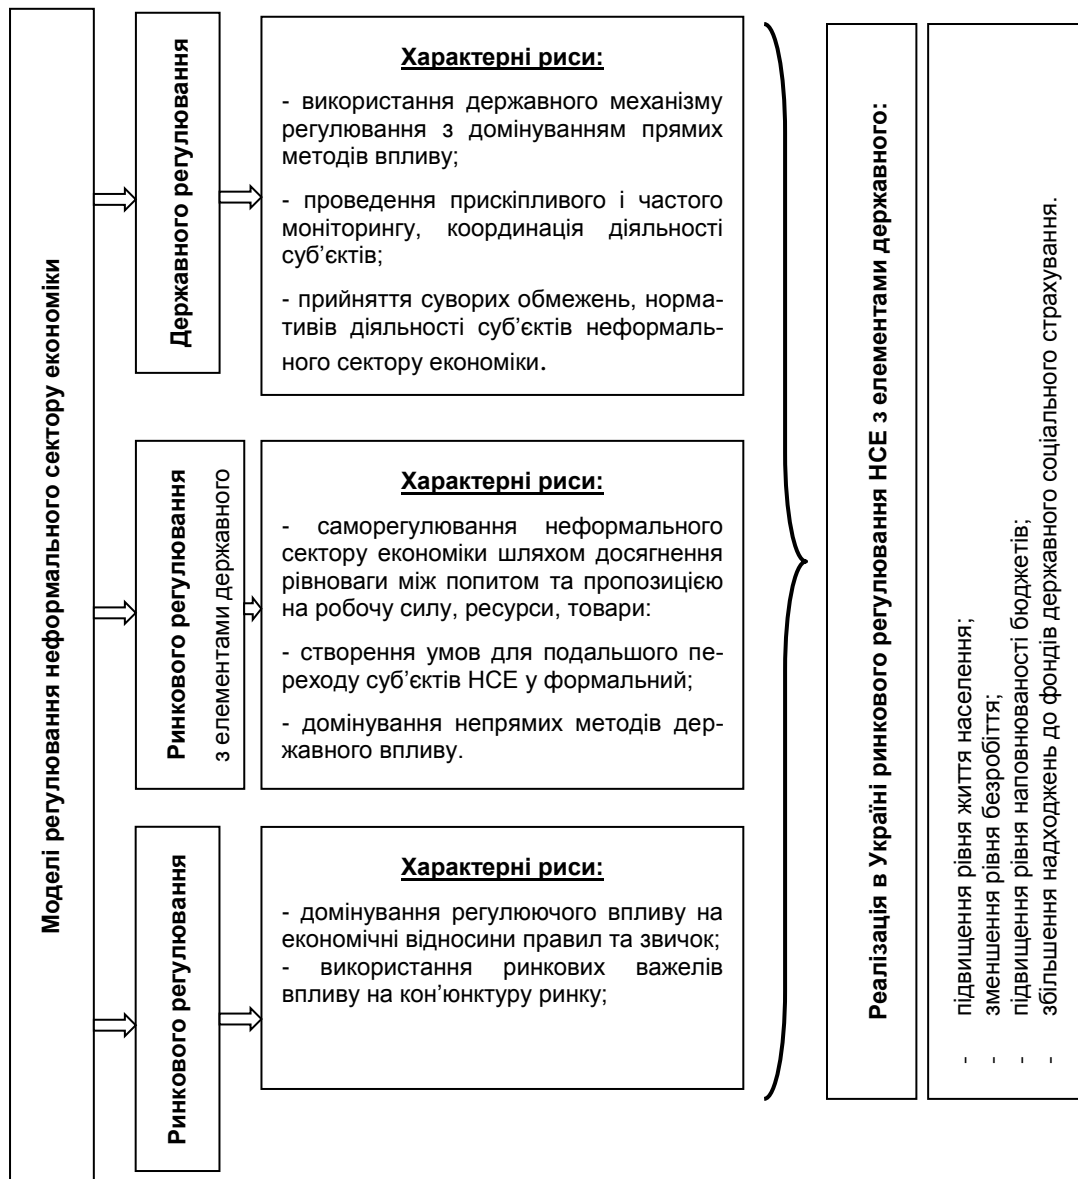 Моделі регулювання неформального сектору економіки
Державного регулювання
Характерні риси:
- використання державного механізму
регулювання з домінуванням прямих
методів впливу;
- проведення прискіпливого і частого
моніторингу, координація діяльності
суб’єктів;
- прийняття суворих обмежень, норма-
тивів діяльності суб’єктів неформаль-
ного сектору економіки.
Ринкового регулювання
з елементами державного
Характерні риси:
- саморегулювання неформального
сектору економіки шляхом досягнення
рівноваги між попитом та пропозицією
на робочу силу, ресурси, товари:
- створення умов для подальшого пе-
реходу суб’єктів НСЕ у формальний;
- домінування непрямих методів дер-
жавного впливу.
Ринкового регулювання
Характерні риси:
- домінування регулюючого впливу на
економічні відносини правил та звичок;
- використання ринкових важелів
впливу на кон’юнктуру ринку;
Реалізація в Україні ринкового регулювання НСЕ з елементами державного:
- підвищення рівня життя населення;
- зменшення рівня безробіття;
- підвищення рівня наповнюваності бюджетів;
- збільшення надходжень до фондів державного соціального страхування.